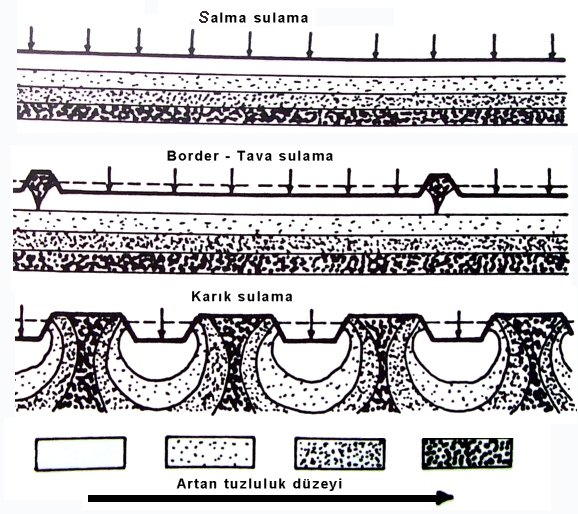 Salma sulama
Border - Tava sulama
Karık sulama
Artan tuzluluk düzeyi